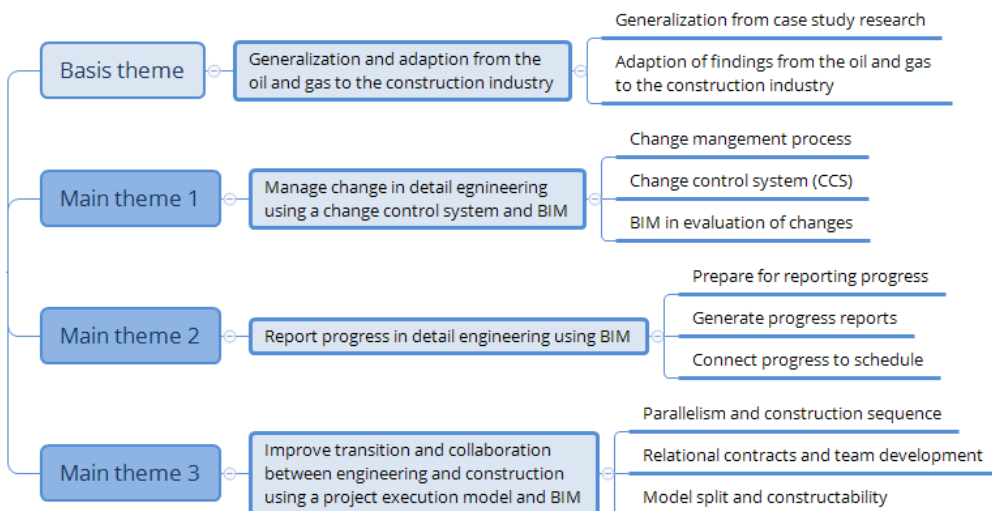 Basis theme
Generalization and adaption from the
oil and gas to the construction industry
Generalization from case study research
Adaption of findings from the oil and gas
to the construction industry
Main theme 1
Manage change in detail egnineering
using a change control system and BIM
Change mangement process
Change control system (CCS)
BIM in evaluation of changes
Main theme 2
Report progress in detail engineering using BIM
Prepare for reporting progress
Generate progress reports
Connect progress to schedule
Main theme 3
Improve transition and collaboration
between engineering and construction
using a project execution model and BIM
Parallelism and construction sequence
Relational contracts and team development
Model split and constructability